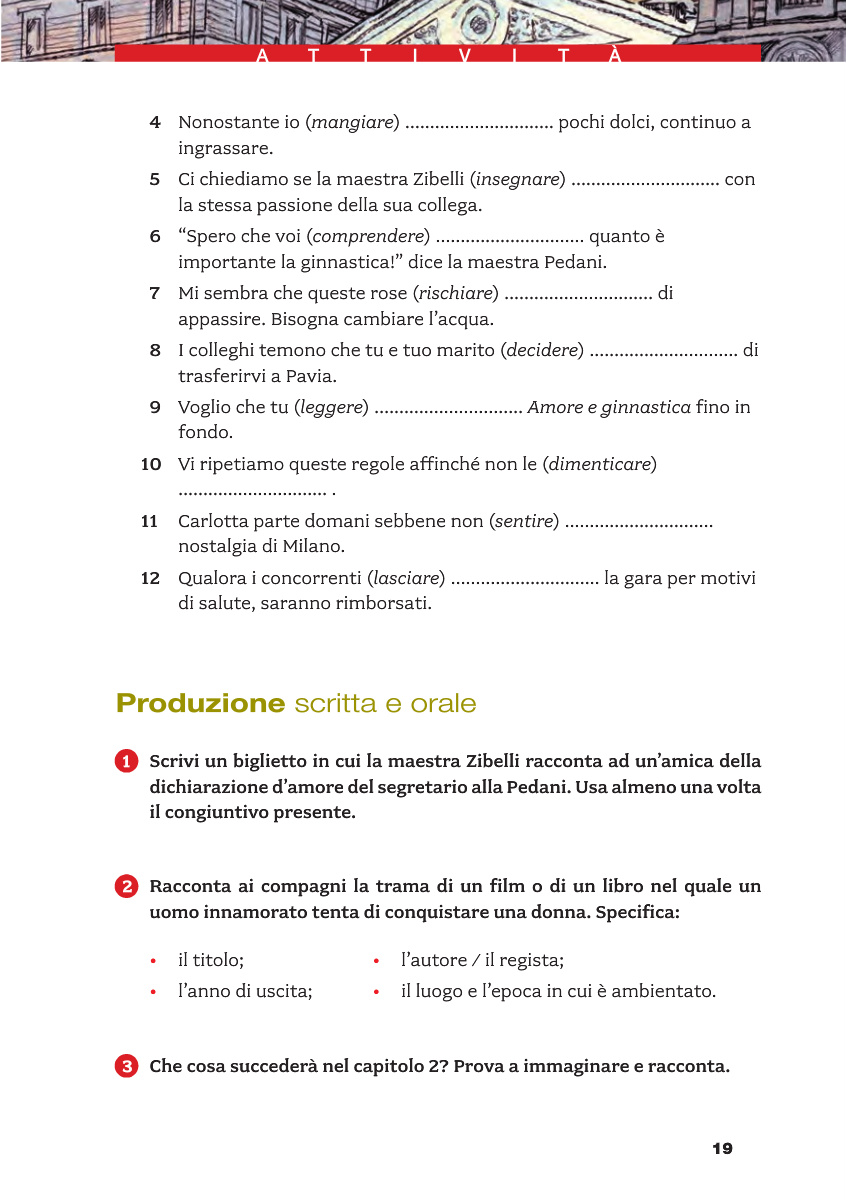 ATTIVITÀ
4 Nonostante io (mangiare) .............................. pochi dolci, continuo a
ingrassare.
5 Ci chiediamo se la maestra Zibelli (insegnare) .............................. con
la stessa passione della sua collega.
6 “Spero che voi (comprendere) .............................. quanto è
importante la ginnastica!” dice la maestra Pedani.
7 Mi sembra che queste rose (rischiare) .............................. di
appassire. Bisogna cambiare l’acqua.
8 I colleghi temono che tu e tuo marito (decidere) .............................. di
trasferirvi a Pavia.
9 Voglio che tu (leggere) .............................. Amore e ginnastica fino in
fondo.
10 Vi ripetiamo queste regole affinché non le (dimenticare)
.............................. .
11 Carlotta parte domani sebbene non (sentire) ..............................
nostalgia di Milano.
12 Qualora i concorrenti (lasciare) .............................. la gara per motivi
di salute, saranno rimborsati.
Produzione scritta e orale
1 Scrivi un biglietto in cui la maestra Zibelli racconta ad un’amica della
dichiarazione d’amore del segretario alla Pedani. Usa almeno una volta
il congiuntivo presente.
2 Racconta ai compagni la trama di un film o di un libro nel quale un
uomo innamorato tenta di conquistare una donna. Specifica:
• il titolo; • l’autore / il regista;
• l’anno di uscita; • il luogo e l’epoca in cui è ambientato.
3 Che cosa succederà nel capitolo 2? Prova a immaginare e racconta.
19